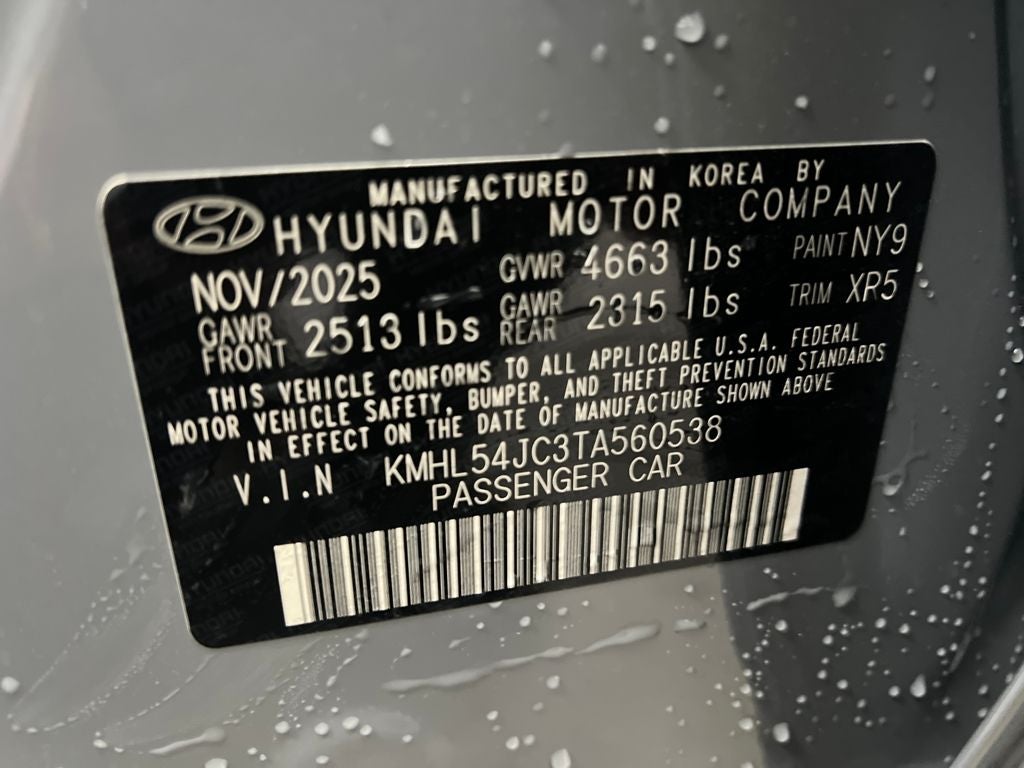 MANUFACTURED IN KOREA BY
HYUNDAI MOTOR COMPANY
NOV/2025 GVWR 4663 lbs PAINT NY9
GAWR FRONT 2513 lbs GAWR REAR 2315 lbs TRIM XR5
THIS VEHICLE CONFORMS TO ALL APPLICABLE U.S.A. FEDERAL
MOTOR VEHICLE SAFETY, BUMPER, AND THEFT PREVENTION STANDARDS
IN EFFECT ON THE DATE OF MANUFACTURE SHOWN ABOVE
V.I.N KMHL54JC3TA560538
PASSENGER CAR